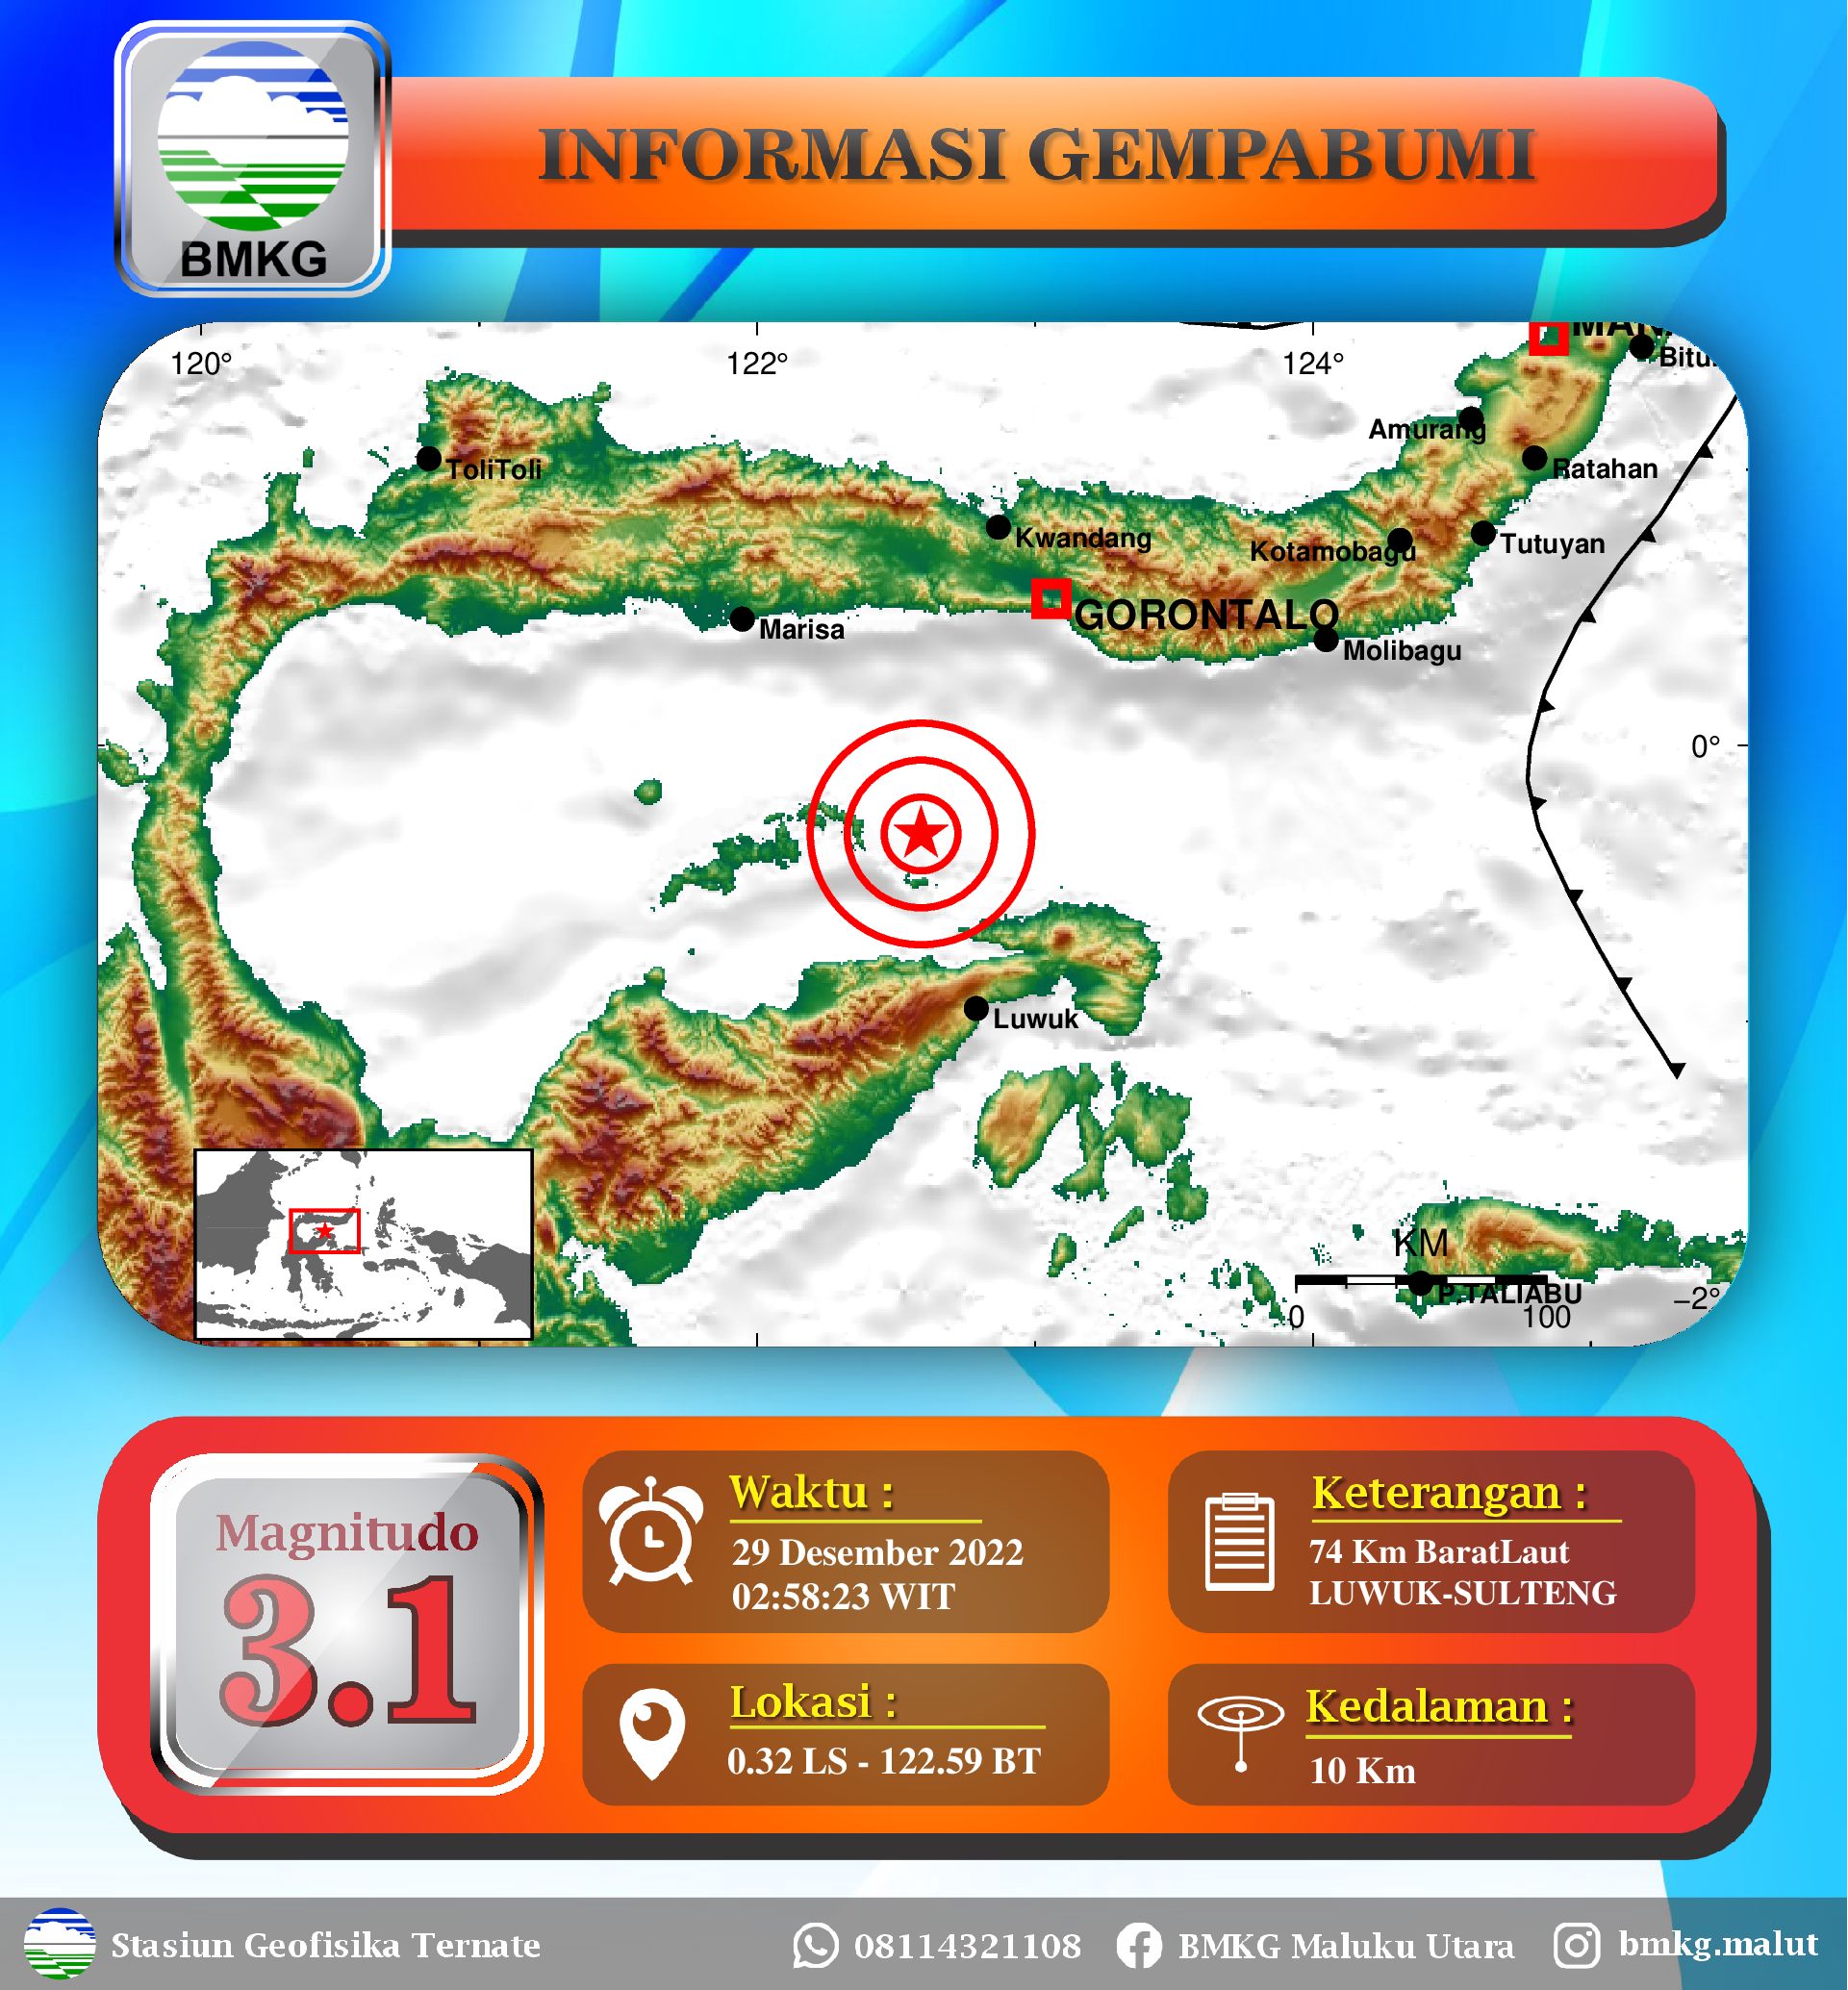 BMKG
INFORMASI GEMPABUMI
120°
122°
124°
Amurang
ToliToli
Ratahan
Kwandang
Kotamobagu
Tutuyan
GORONTALO
Marisa
Molibagu
0°
Luwuk
KM
P.TALIABU
0
100
−2°
Magnitudo
3.1
Waktu :
29 Desember 2022
02:58:23 WIT
Keterangan :
74 Km BaratLaut
LUWUK-SULTENG
Lokasi :
0.32 LS - 122.59 BT
Kedalaman :
10 Km
Stasiun Geofisika Ternate
08114321108
BMKG Maluku Utara
bmkg.malut